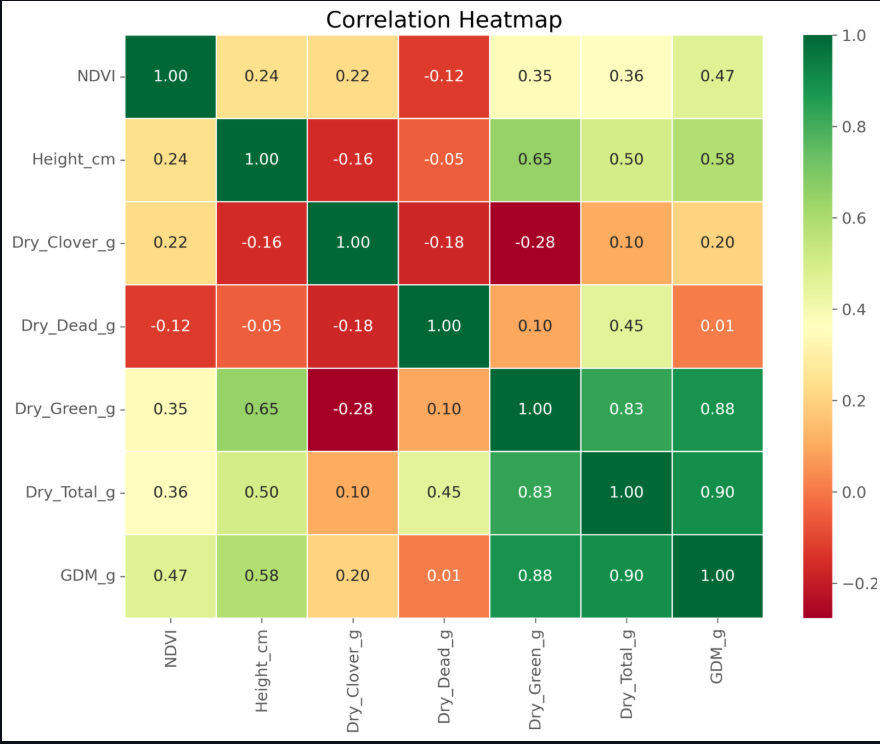 Correlation Heatmap
NDVI 1.00 0.24 0.22 -0.12 0.35 0.36 0.47
Height_cm 0.24 1.00 -0.16 -0.05 0.65 0.50 0.58
Dry_Clover_g 0.22 -0.16 1.00 -0.18 -0.28 0.10 0.20
Dry_Dead_g -0.12 -0.05 -0.18 1.00 0.10 0.45 0.01
Dry_Green_g 0.35 0.65 -0.28 0.10 1.00 0.83 0.88
Dry_Total_g 0.36 0.50 0.10 0.45 0.83 1.00 0.90
GDM_g 0.47 0.58 0.20 0.01 0.88 0.90 1.00
NDVI
Height_cm
Dry_Clover_g
Dry_Dead_g
Dry_Green_g
Dry_Total_g
GDM_g
1.0
0.8
0.6
0.4
0.2
0.0
−0.2